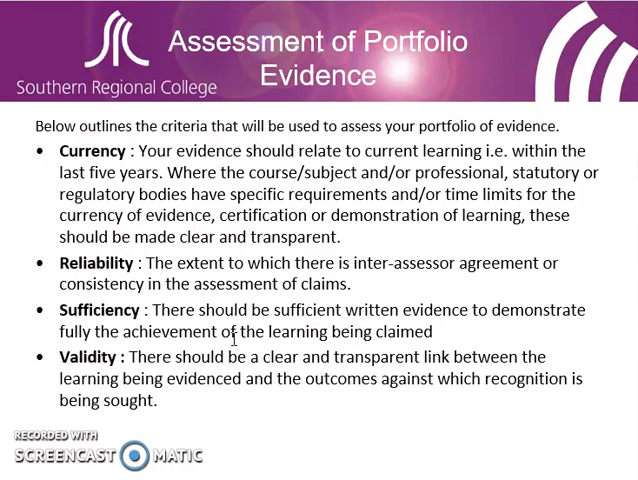 Assessment of Portfolio
Evidence
Southern Regional College
Below outlines the criteria that will be used to assess your portfolio of evidence.
• Currency : Your evidence should relate to current learning i.e. within the
last five years. Where the course/subject and/or professional, statutory or
regulatory bodies have specific requirements and/or time limits for the
currency of evidence, certification or demonstration of learning, these
should be made clear and transparent.
• Reliability : The extent to which there is inter-assessor agreement or
consistency in the assessment of claims.
• Sufficiency : There should be sufficient written evidence to demonstrate
fully the achievement of the learning being claimed
• Validity : There should be a clear and transparent link between the
learning being evidenced and the outcomes against which recognition is
being sought.
RECORDED WITH
SCREENCAST MATIC